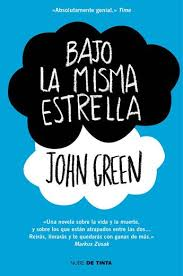 «Absolutamente genial.» Time
BAJO
LA MISMA
ESTRELLA
JOHN GREEN
«Una novela sobre la vida y la muerte,
y sobre los que están atrapados entre las dos...
Reirás, llorarás y te quedarás con ganas de más.»
Markus Zusak
NUBE DE TINTA